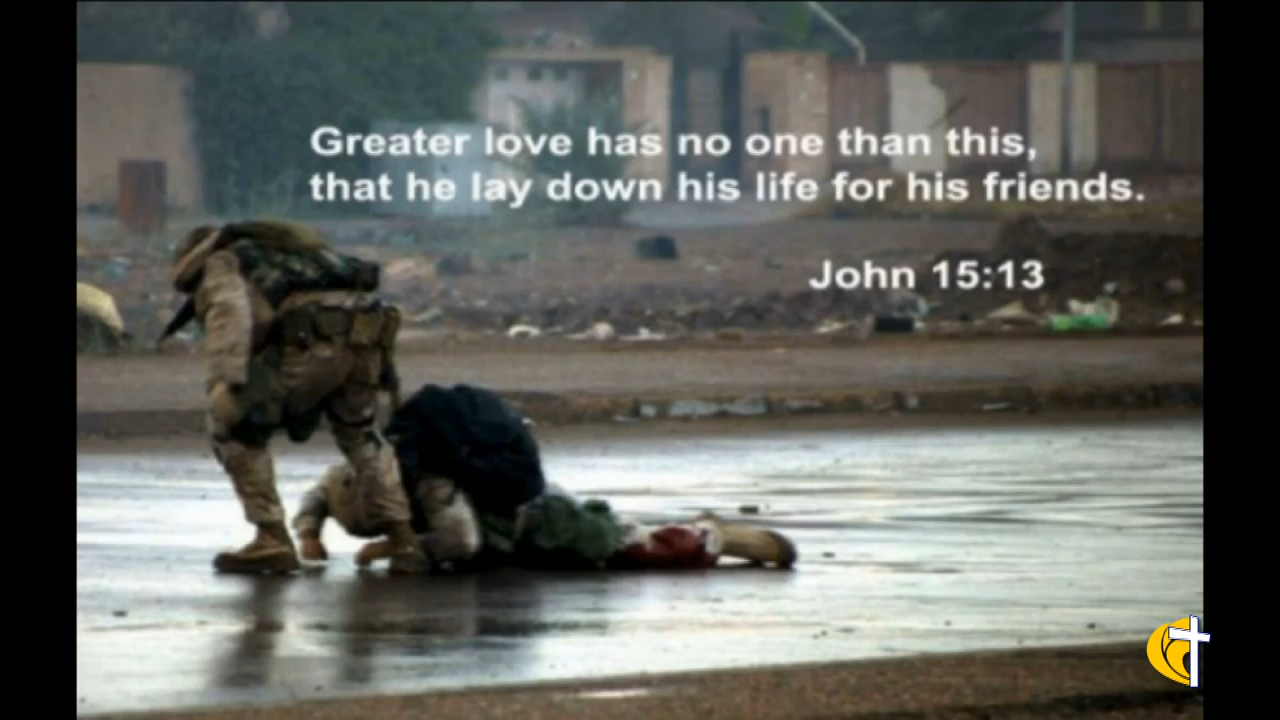 Greater love has no one than this,
that he lay down his life for his friends.
John 15:13